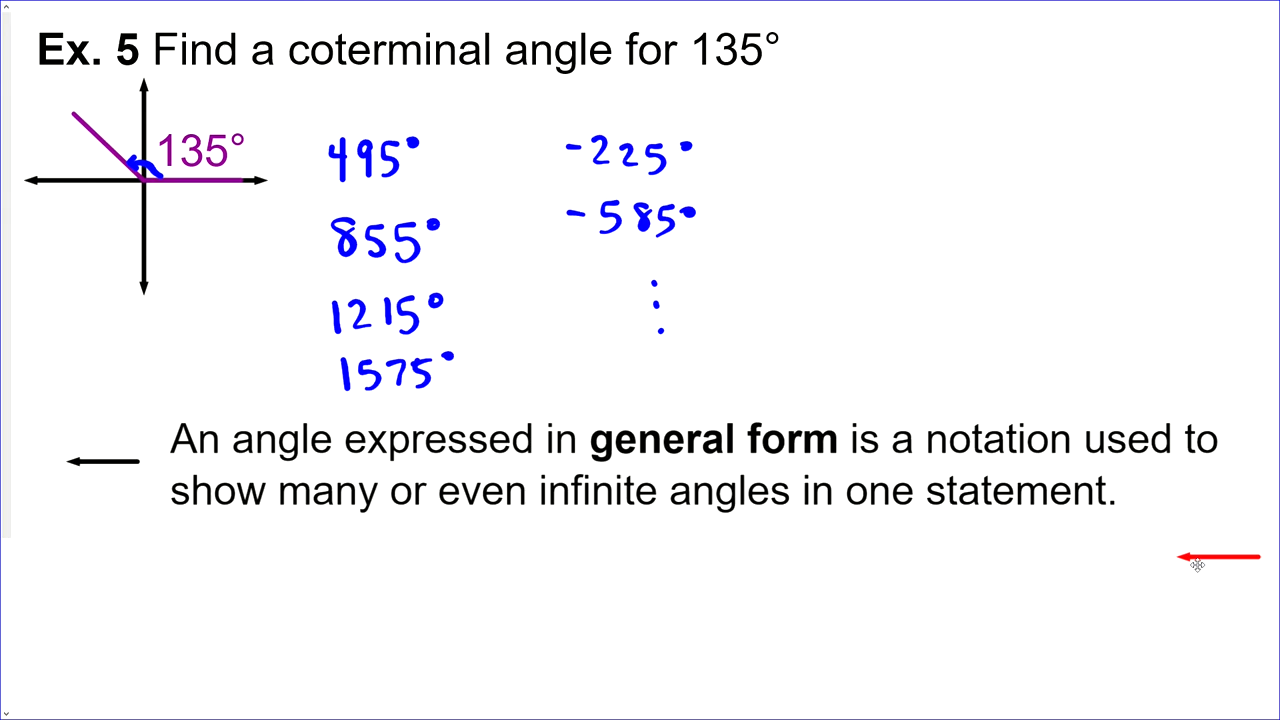 Ex. 5 Find a coterminal angle for 135°
135°
495°
855°
1215°
1575°
-225°
-585°
⋮
An angle expressed in general form is a notation used to
show many or even infinite angles in one statement.